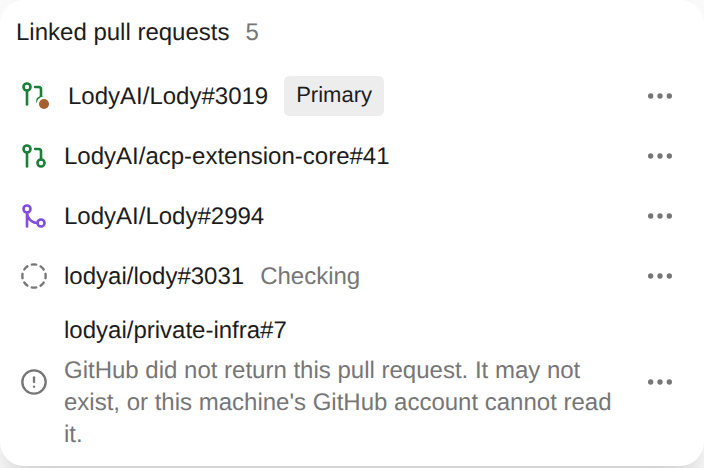 Linked pull requests 5
LodyAI/Lody#3019 Primary
LodyAI/acp-extension-core#41
LodyAI/Lody#2994
lodyai/lody#3031 Checking
lodyai/private-infra#7
GitHub did not return this pull request. It may not
exist, or this machine's GitHub account cannot read
it.